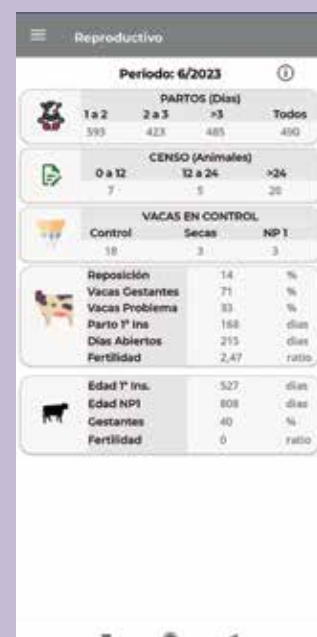 Reproductivo
Periodo: 6/2023
PARTOS (Días)
1 a 2 2 a 3 >3 Todos
593 423 485 490
CENSO (Animales)
0 a 12 12 a 24 >24
7 5 20
VACAS EN CONTROL
Control Secas NP 1
18 3 3
Reposición 14 %
Vacas Gestantes 71 %
Vacas Problema 33 %
Parto 1ª Ins 168 días
Días Abiertos 215 días
Fertilidad 2,47 ratio
Edad 1ª Ins. 527 días
Edad NP1 808 días
Gestantes 40 %
Fertilidad 0 ratio